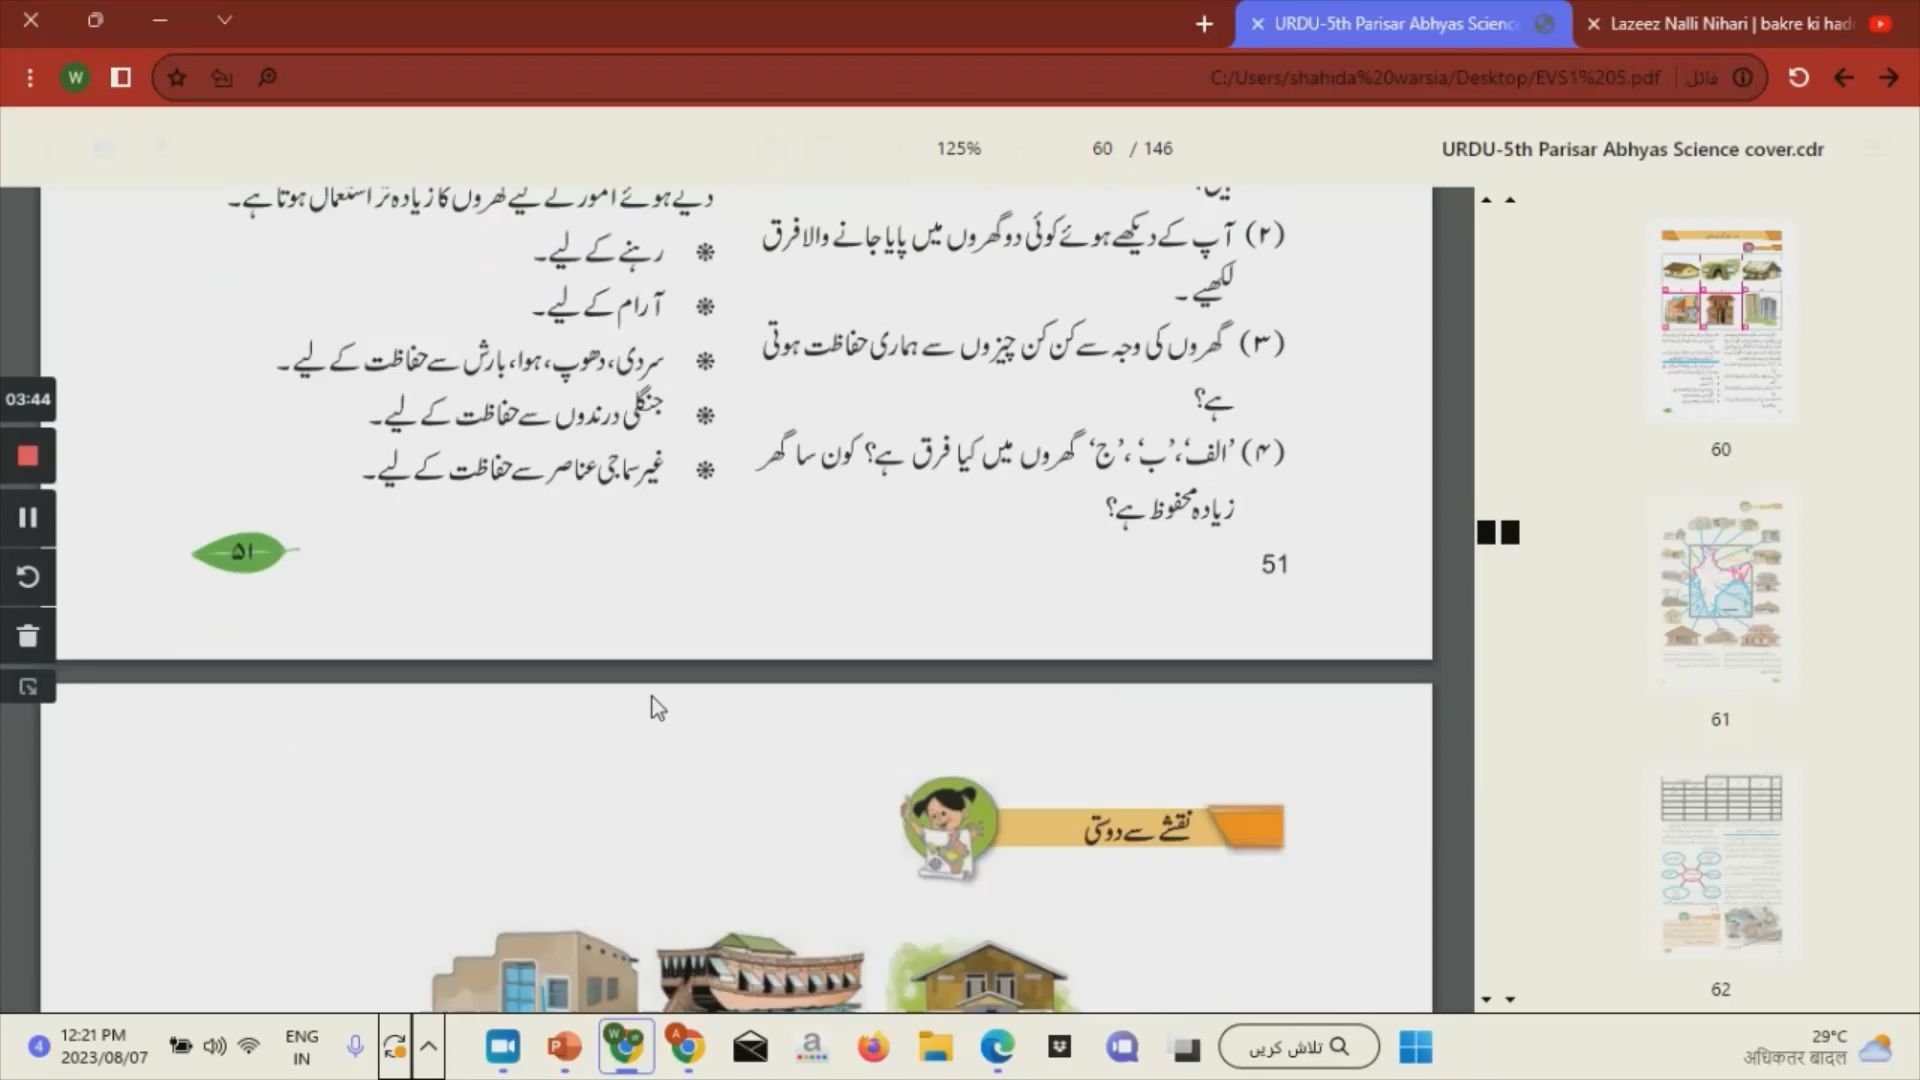 URDU-5th Parisar Abhyas Scienc
Lazeez Nalli Nihari | bakre ki had
W
C:/Users/shahida%20warsia/Desktop/EVS1%205.pdf
فائل
125%
60 / 146
URDU-5th Parisar Abhyas Science cover.cdr
ہیں؟
(۲) آپ کے دیکھے ہوئے کوئی دو گھروں میں پایا جانے والا فرق
لکھیے ۔
(۳) گھروں کی وجہ سے کن کن چیزوں سے ہماری حفاظت ہوتی
ہے؟
(۴) ’الف‘، ’ب‘، ’ج‘ گھروں میں کیا فرق ہے؟ کون سا گھر
زیادہ محفوظ ہے؟
51
دیے ہوئے امور کے لیے گھروں کا زیادہ تر استعمال ہوتا ہے۔
❋ رہنے کے لیے۔
❋ آرام کے لیے۔
❋ سردی، دھوپ، ہوا، بارش سے حفاظت کے لیے۔
❋ جنگلی درندوں سے حفاظت کے لیے۔
❋ غیر سماجی عناصر سے حفاظت کے لیے۔
۵۱
نقشے سے دوستی
03:44
60
61
62
4
12:21 PM
2023/08/07
ENG
IN
تلاش کریں
29°C
अधिकतर बादल